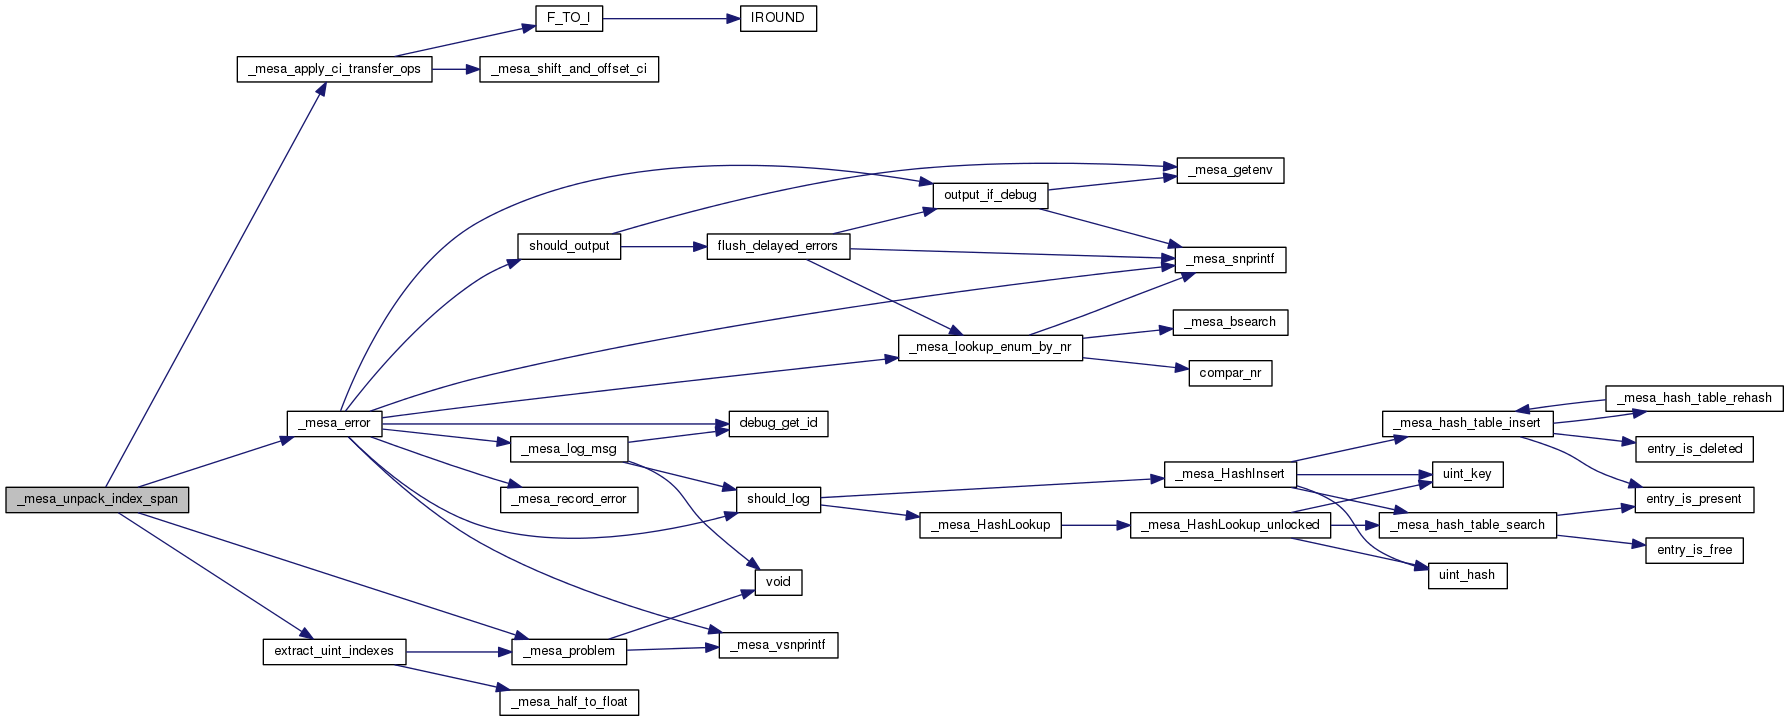 F_TO_I
IROUND
_mesa_apply_ci_transfer_ops
_mesa_shift_and_offset_ci
_mesa_getenv
output_if_debug
should_output
flush_delayed_errors
_mesa_snprintf
_mesa_bsearch
_mesa_lookup_enum_by_nr
compar_nr
_mesa_hash_table_rehash
_mesa_error
debug_get_id
_mesa_hash_table_insert
_mesa_log_msg
entry_is_deleted
_mesa_HashInsert
uint_key
_mesa_unpack_index_span
_mesa_record_error
should_log
entry_is_present
_mesa_HashLookup
_mesa_HashLookup_unlocked
_mesa_hash_table_search
entry_is_free
void
uint_hash
extract_uint_indexes
_mesa_problem
_mesa_vsnprintf
_mesa_half_to_float